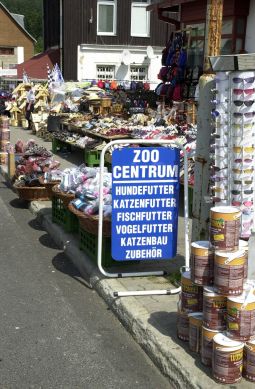 ZOO
CENTRUM
HUNDEFUTTER
KATZENFUTTER
FISCHFUTTER
VOGELFUTTER
KATZENBAU
ZUBEHÖR